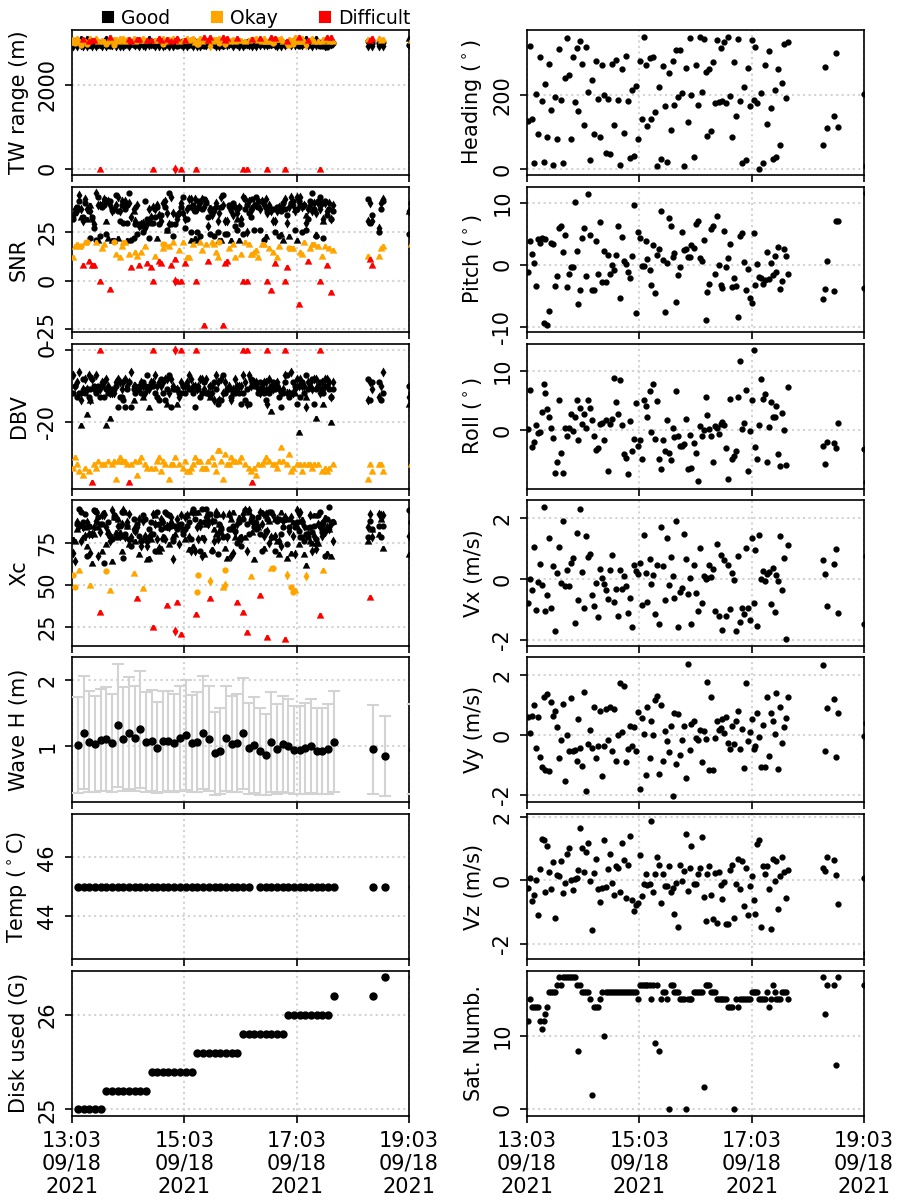 Good Okay Difficult
TW range (m)
2000
0
SNR
25
0
-25
DBV
0
-20
Xc
75
50
25
Wave H (m)
2
1
Temp (°C)
46
44
Disk used (G)
26
25
13:03 15:03 17:03 19:03
09/18 09/18 09/18 09/18
2021 2021 2021 2021
Heading (°)
200
0
Pitch (°)
10
0
-10
Roll (°)
10
0
Vx (m/s)
2
0
-2
Vy (m/s)
2
0
-2
Vz (m/s)
2
0
-2
Sat. Numb.
10
0
13:03 15:03 17:03 19:03
09/18 09/18 09/18 09/18
2021 2021 2021 2021